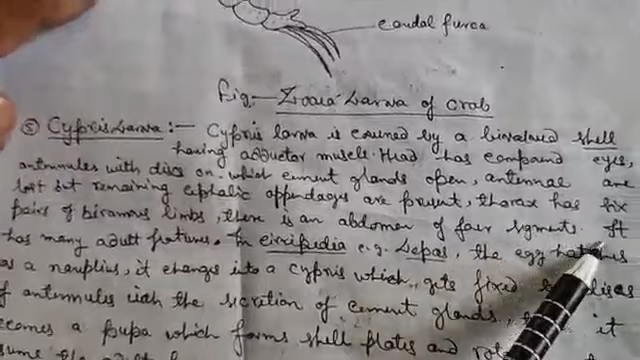 caudal furca
Fig:- Zoaea Larva of crab
⑤ Cypris Larva :- Cypris larva is covered by a bivalved shell
having adductor muscle. Head has compound eyes,
antennules with disc on which cement glands open, antennae are
lost but remaining cephalic appendages are present, thorax has six
pairs of biramous limbs, there is an abdomen of four sgments. It
has many adult features. In cirripedia e.g. Lepas, the egg hatches
as a nauplius, it changes into a cypris which, gets fixed by discs
of antennules with the secretion of cement glands, it
becomes a pupa which forms shell plates and